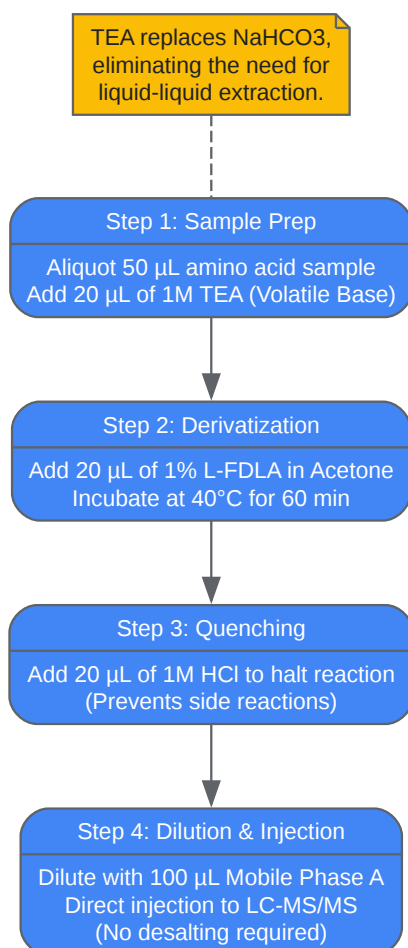 TEA replaces NaHCO3,
eliminating the need for
liquid-liquid extraction.
Step 1: Sample Prep
Aliquot 50 µL amino acid sample
Add 20 µL of 1M TEA (Volatile Base)
Step 2: Derivatization
Add 20 µL of 1% L-FDLA in Acetone
Incubate at 40°C for 60 min
Step 3: Quenching
Add 20 µL of 1M HCl to halt reaction
(Prevents side reactions)
Step 4: Dilution & Injection
Dilute with 100 µL Mobile Phase A
Direct injection to LC-MS/MS
(No desalting required)